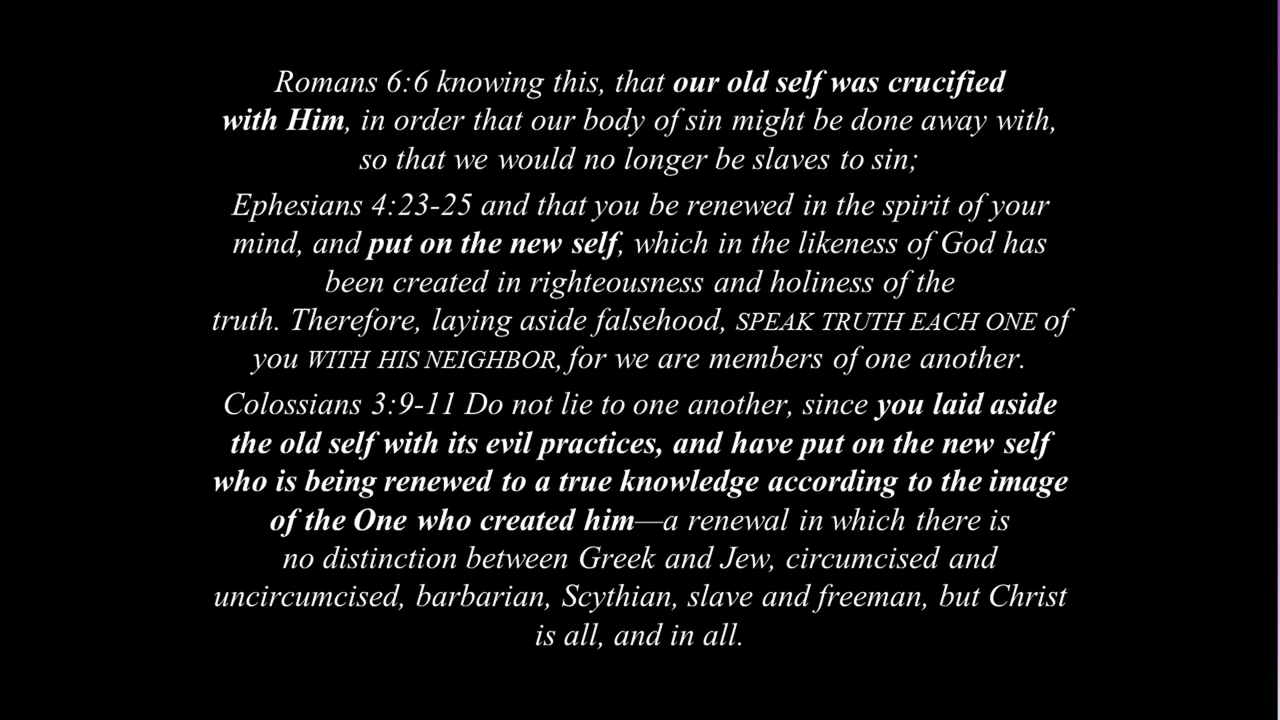 Romans 6:6 knowing this, that our old self was crucified
with Him, in order that our body of sin might be done away with,
so that we would no longer be slaves to sin;
Ephesians 4:23-25 and that you be renewed in the spirit of your
mind, and put on the new self, which in the likeness of God has
been created in righteousness and holiness of the
truth. Therefore, laying aside falsehood, SPEAK TRUTH EACH ONE of
you WITH HIS NEIGHBOR, for we are members of one another.
Colossians 3:9-11 Do not lie to one another, since you laid aside
the old self with its evil practices, and have put on the new self
who is being renewed to a true knowledge according to the image
of the One who created him—a renewal in which there is
no distinction between Greek and Jew, circumcised and
uncircumcised, barbarian, Scythian, slave and freeman, but Christ
is all, and in all.